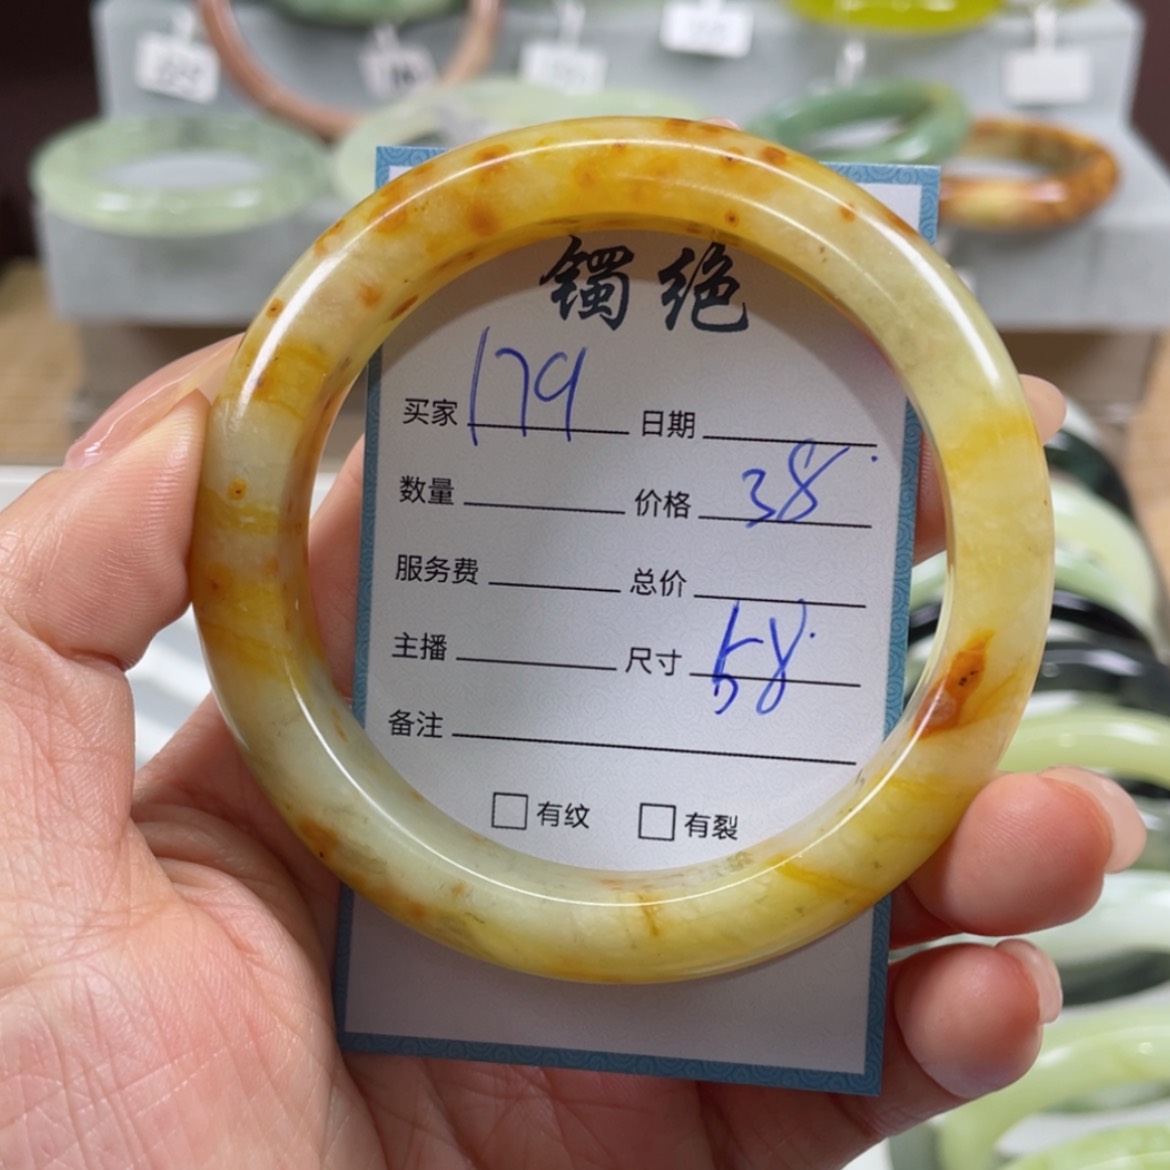 镯绝
买家 179 日期
数量 价格 38.
服务费 总价
主播 尺寸 58.
备注
有纹 有裂